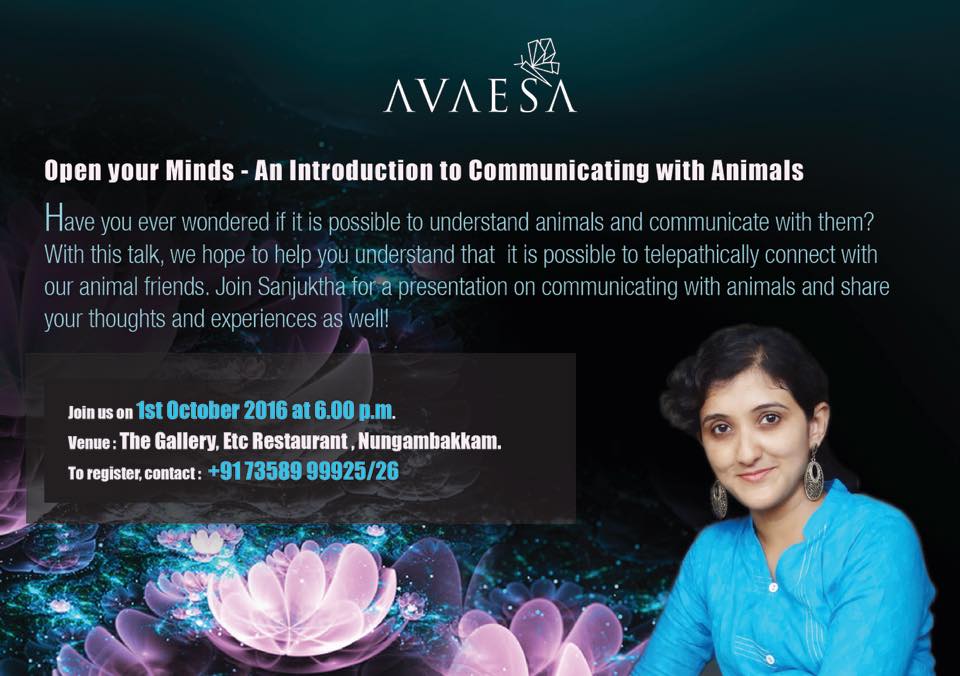 AVAESA
Open your Minds - An Introduction to Communicating with Animals
Have you ever wondered if it is possible to understand animals and communicate with them?
With this talk, we hope to help you understand that it is possible to telepathically connect with
our animal friends. Join Sanjuktha for a presentation on communicating with animals and share
your thoughts and experiences as well!
Join us on 1st October 2016 at 6.00 p.m.
Venue : The Gallery, Etc Restaurant , Nungambakkam.
To register, contact : +91 73589 99925/26